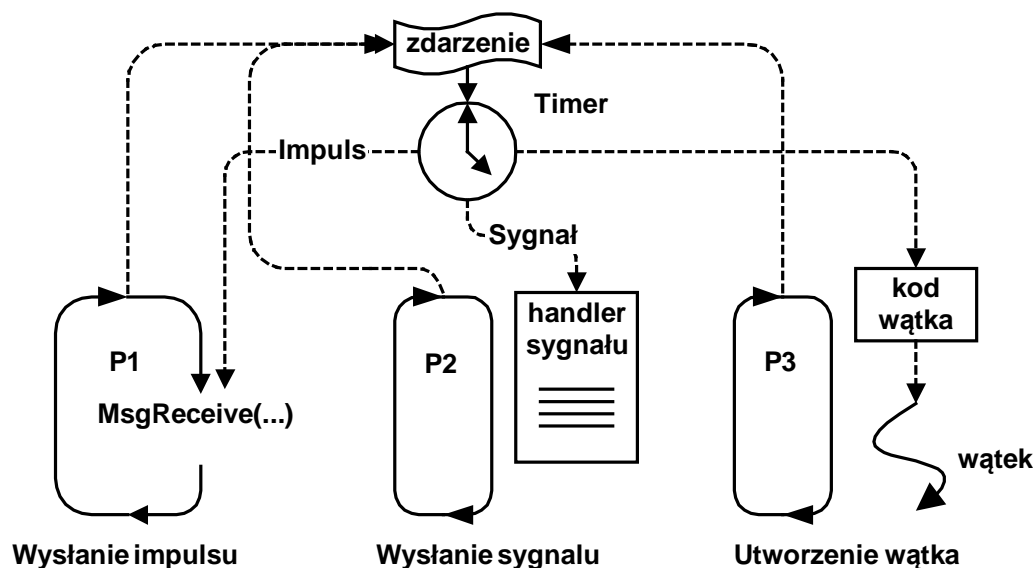 zdarzenie
Timer
Impuls
Sygnał
handler
sygnału
kod
wątka
P1
P2
P3
MsgReceive(...)
wątek
Wysłanie impulsu
Wysłanie sygnalu
Utworzenie wątka